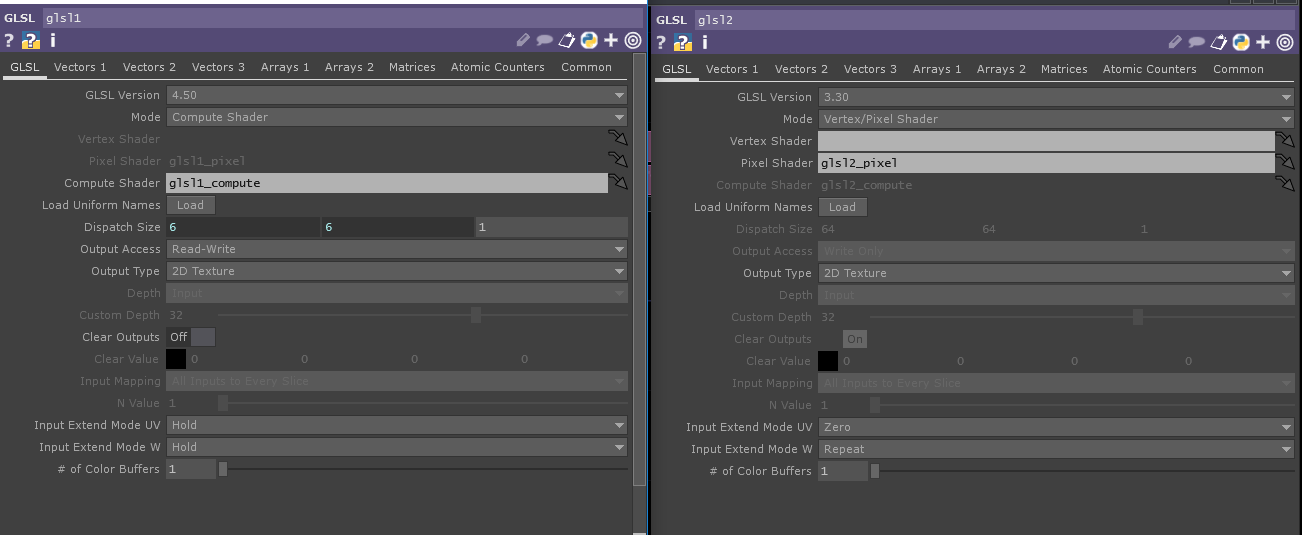 GLSL glsl1
? ? i
GLSL Vectors 1 Vectors 2 Vectors 3 Arrays 1 Arrays 2 Matrices Atomic Counters Common
GLSL Version 4.50
Mode Compute Shader
Vertex Shader
Pixel Shader glsl1_pixel
Compute Shader glsl1_compute
Load Uniform Names Load
Dispatch Size 6 6 1
Output Access Read-Write
Output Type 2D Texture
Depth Input
Custom Depth 32
Clear Outputs Off
Clear Value 0 0 0 0
Input Mapping All Inputs to Every Slice
N Value 1
Input Extend Mode UV Hold
Input Extend Mode W Hold
# of Color Buffers 1
GLSL glsl2
? ? i
GLSL Vectors 1 Vectors 2 Vectors 3 Arrays 1 Arrays 2 Matrices Atomic Counters Common
GLSL Version 3.30
Mode Vertex/Pixel Shader
Vertex Shader
Pixel Shader glsl2_pixel
Compute Shader glsl2_compute
Load Uniform Names Load
Dispatch Size 64 64 1
Output Access Write Only
Output Type 2D Texture
Depth Input
Custom Depth 32
Clear Outputs On
Clear Value 0 0 0 0
Input Mapping All Inputs to Every Slice
N Value 1
Input Extend Mode UV Zero
Input Extend Mode W Repeat
# of Color Buffers 1